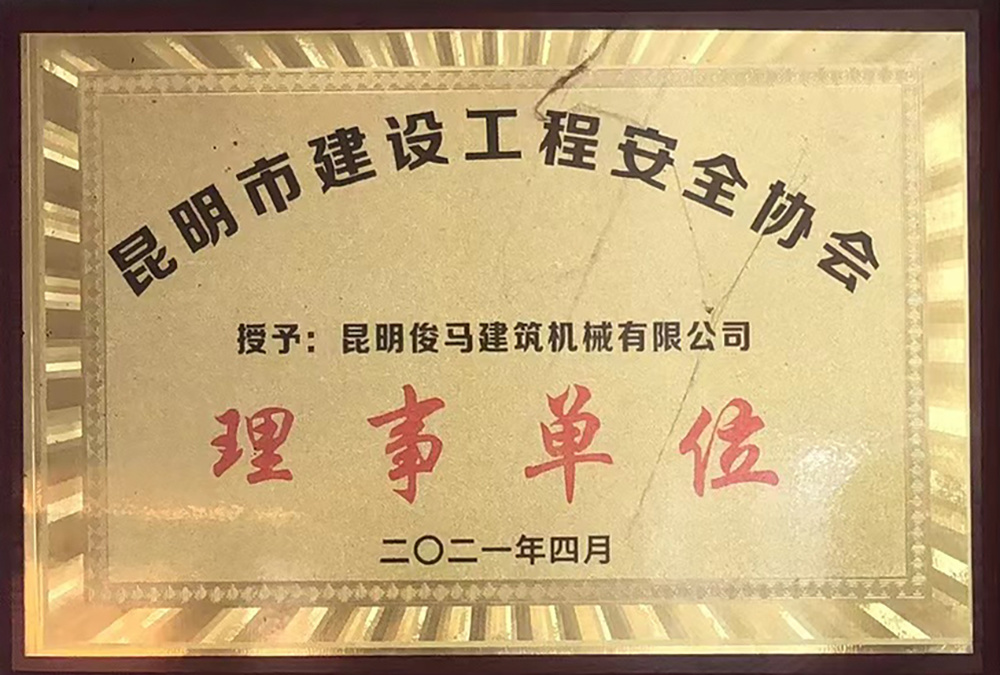 昆明市建设工程安全协会
授予：昆明俊马建筑机械有限公司
理事单位
二〇二一年四月